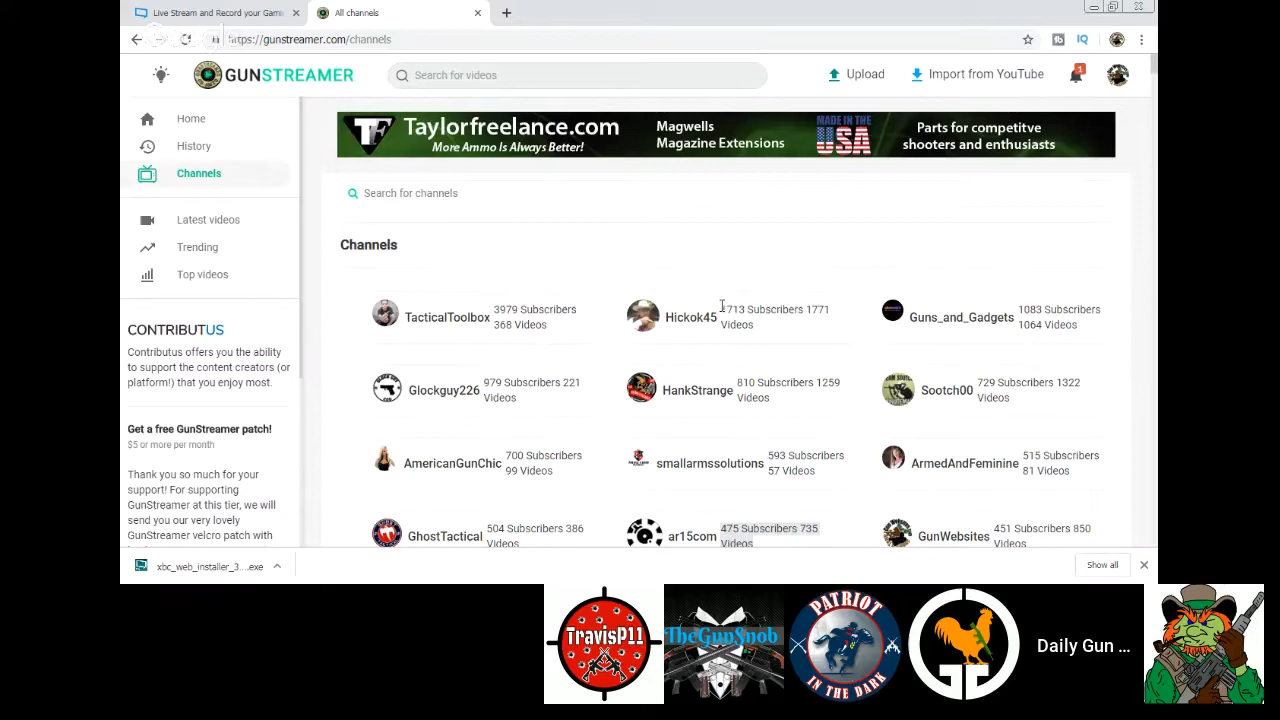 Live Stream and Record your Gami
All channels
https://gunstreamer.com/channels
GUNSTREAMER
Search for videos
Upload
Import from YouTube
1
Home
History
Channels
Latest videos
Trending
Top videos
CONTRIBUTUS
Contributus offers you the ability
to support the content creators (or
platform!) that you enjoy most.
Get a free GunStreamer patch!
$5 or more per month
Thank you so much for your
support! For supporting
GunStreamer at this tier, we will
send you our very lovely
GunStreamer velcro patch with
TF
Taylorfreelance.com
More Ammo Is Always Better!
Magwells
Magazine Extensions
MADE IN THE
USA
Parts for competitve
shooters and enthusiasts
Search for channels
Channels
TacticalToolbox
3979 Subscribers
368 Videos
Hickok45
713 Subscribers 1771
Videos
Guns_and_Gadgets
1083 Subscribers
1064 Videos
Glockguy226
979 Subscribers 221
Videos
HankStrange
810 Subscribers 1259
Videos
Sootch00
729 Subscribers 1322
Videos
AmericanGunChic
700 Subscribers
99 Videos
smallarmssolutions
593 Subscribers
57 Videos
ArmedAndFeminine
515 Subscribers
81 Videos
GhostTactical
504 Subscribers 386
Videos
ar15com
475 Subscribers 735
Videos
GunWebsites
451 Subscribers 850
Videos
xbc_web_installer_3....exe
Show all
TravisP11
TheGunSnob
PATRIOT
IN THE DARK
Daily Gun ...